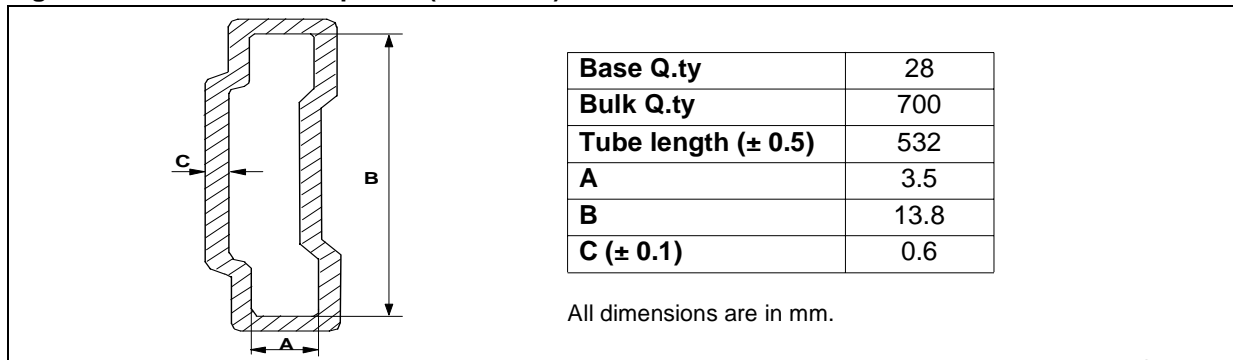 C
B
A
Base Q.ty 28
Bulk Q.ty 700
Tube length (± 0.5) 532
A 3.5
B 13.8
C (± 0.1) 0.6
All dimensions are in mm.